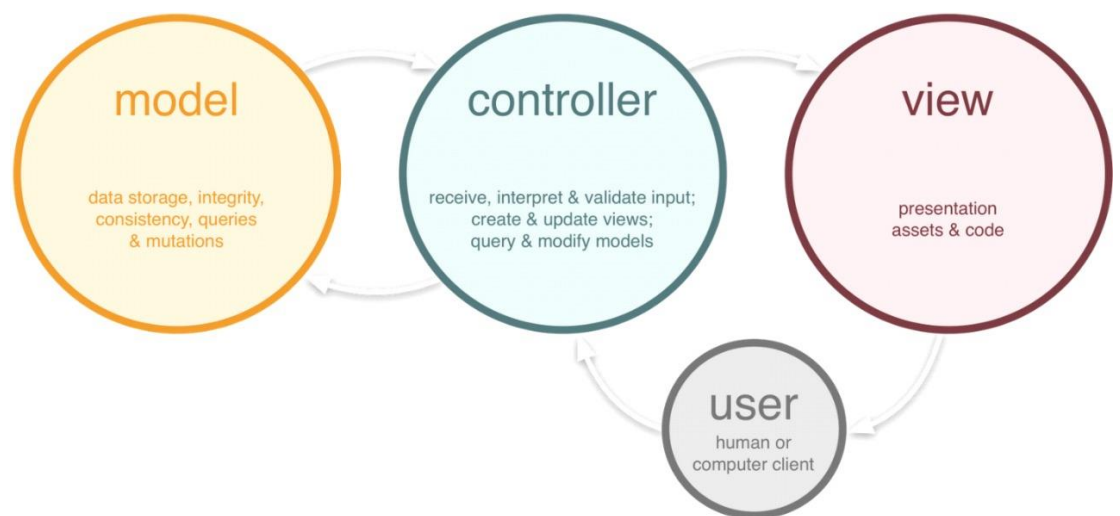 model
data storage, integrity,
consistency, queries
& mutations
controller
receive, interpret & validate input;
create & update views;
query & modify models
view
presentation
assets & code
user
human or
computer client